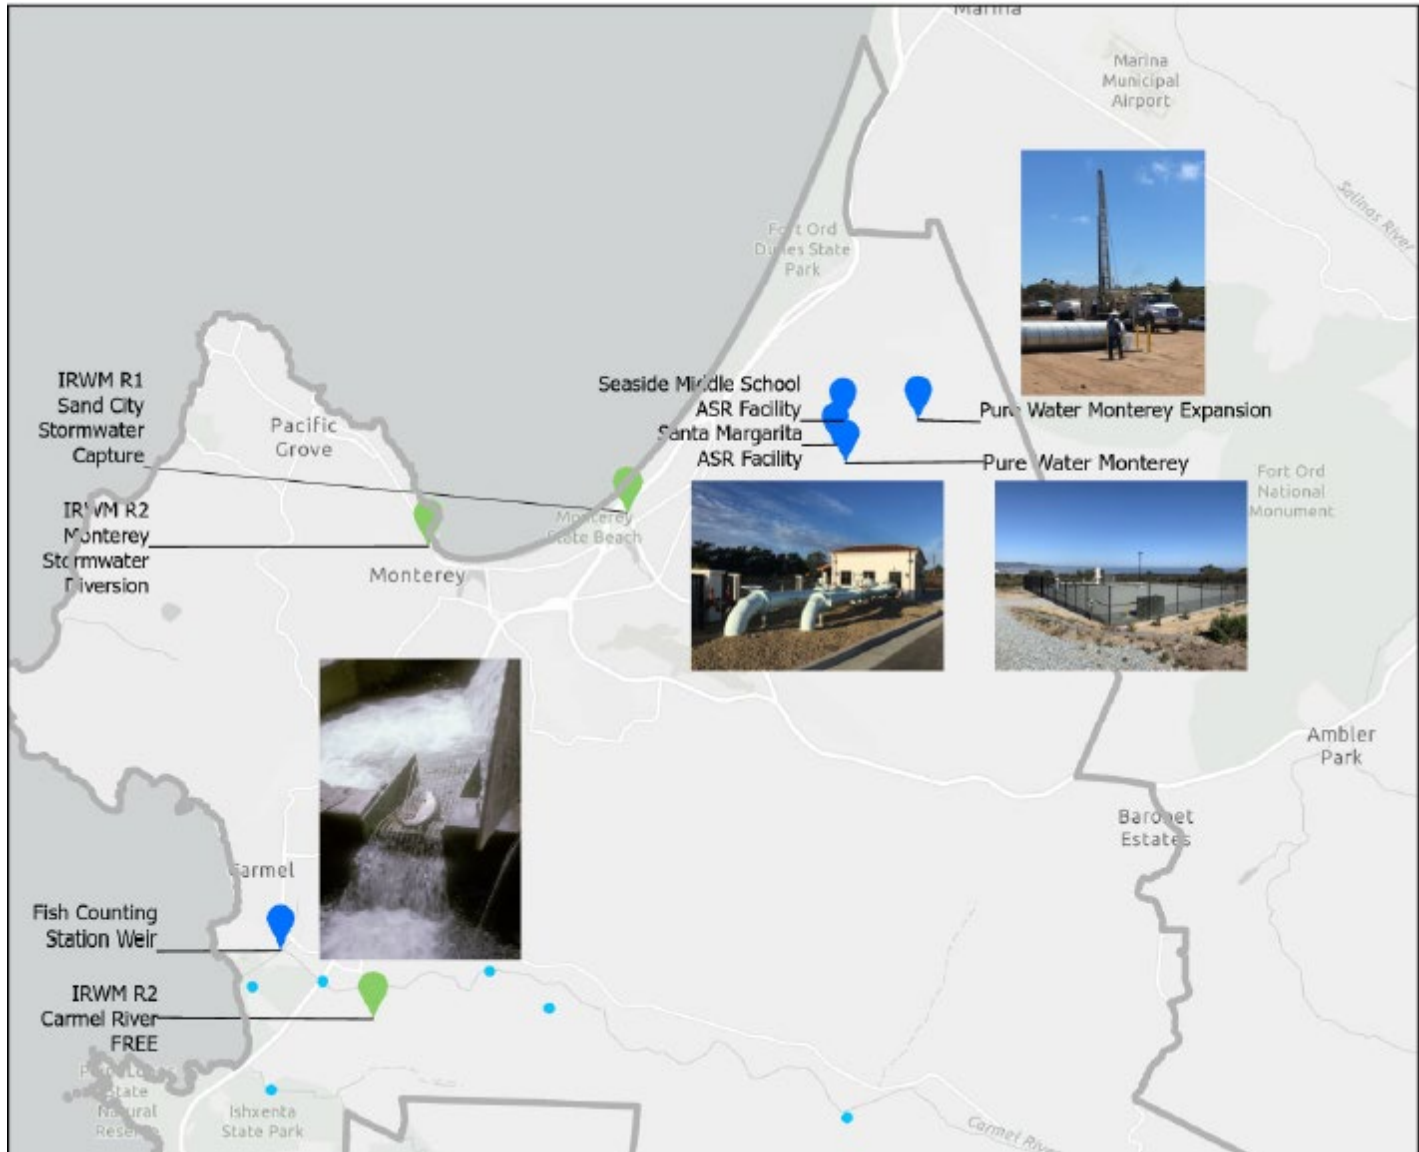 Marina
Marina
Municipal
Airport
Salinas River
Fort Ord
Dunes State
Park
IRWM R1
Sand City
Stormwater
Capture
Pacific
Grove
Seaside Middle School
ASR Facility
Santa Margarita
ASR Facility
Pure Water Monterey Expansion
Pure Water Monterey
Fort Ord
National
Monument
IRWM R2
Monterey
Stormwater
Diversion
Monterey
State Beach
Monterey
Ambler
Park
Baronet
Estates
Carmel
Fish Counting
Station Weir
IRWM R2
Carmel River
FREE
Point Lobos
State
Natural
Reserve
Ishxenta
State Park
Carmel River